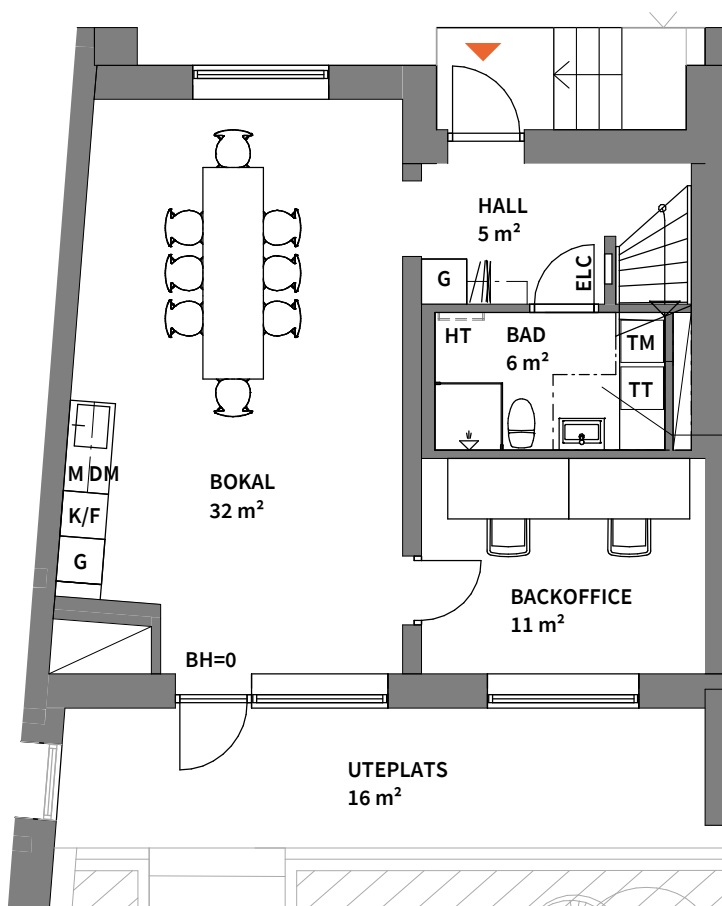 HALL
5 m²
G
ELC
HT
BAD
6 m²
TM
TT
M DM
K/F
G
BOKAL
32 m²
BACKOFFICE
11 m²
BH=0
UTEPLATS
16 m²